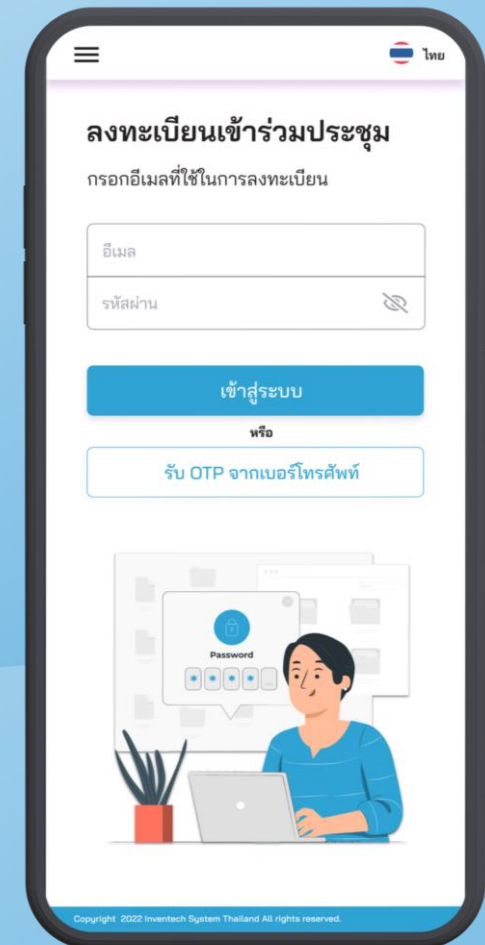 ไทย
ลงทะเบียนเข้าร่วมประชุม
กรอกอีเมลที่ใช้ในการลงทะเบียน
อีเมล
รหัสผ่าน
เข้าสู่ระบบ
หรือ
รับ OTP จากเบอร์โทรศัพท์
Password
Copyright 2022 Inventech System Thailand All rights reserved.